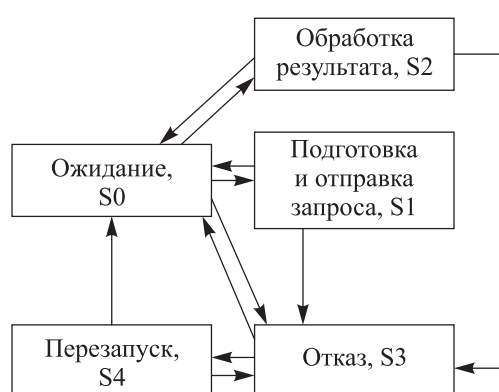 Обработка
результата, S2
Ожидание,
S0
Подготовка
и отправка
запроса, S1
Перезапуск,
S4
Отказ, S3